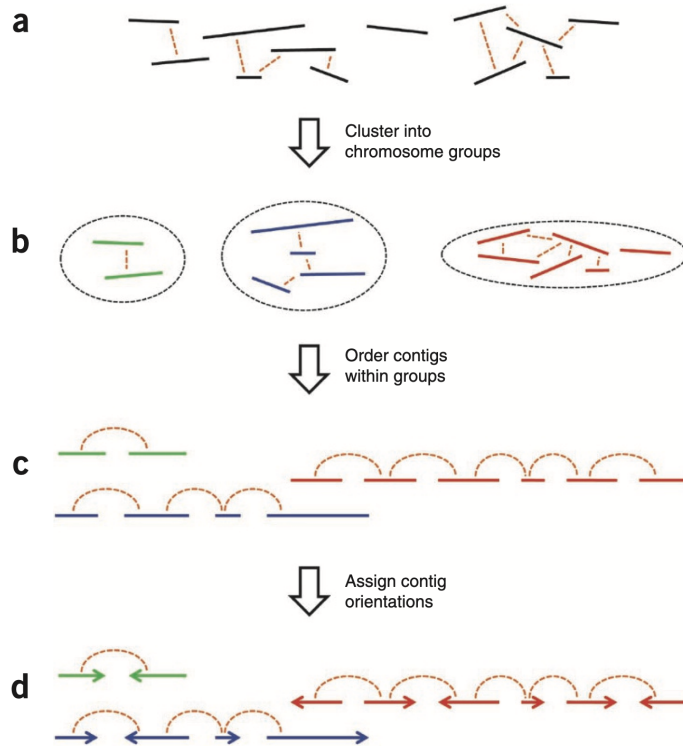 a
Cluster into
chromosome groups
b
Order contigs
within groups
c
Assign contig
orientations
d